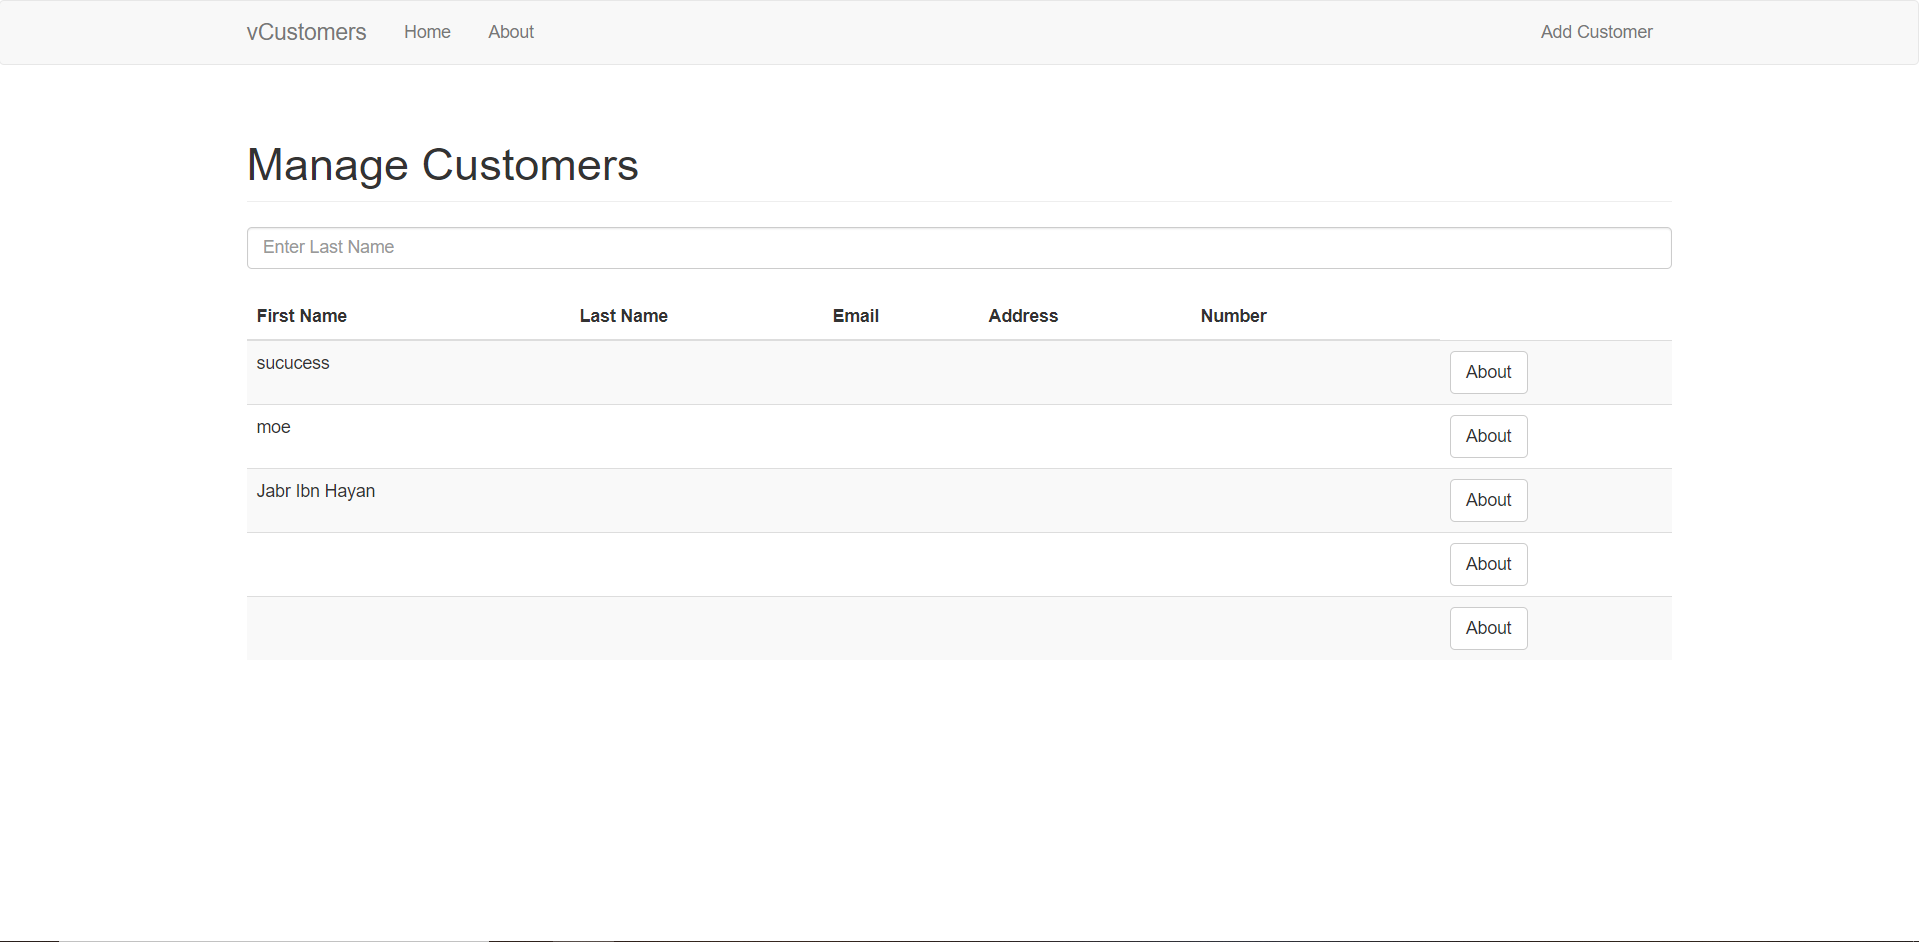 vCustomers Home About Add Customer
Manage Customers
Enter Last Name
First Name Last Name Email Address Number
sucucess About
moe About
Jabr Ibn Hayan About
About
About